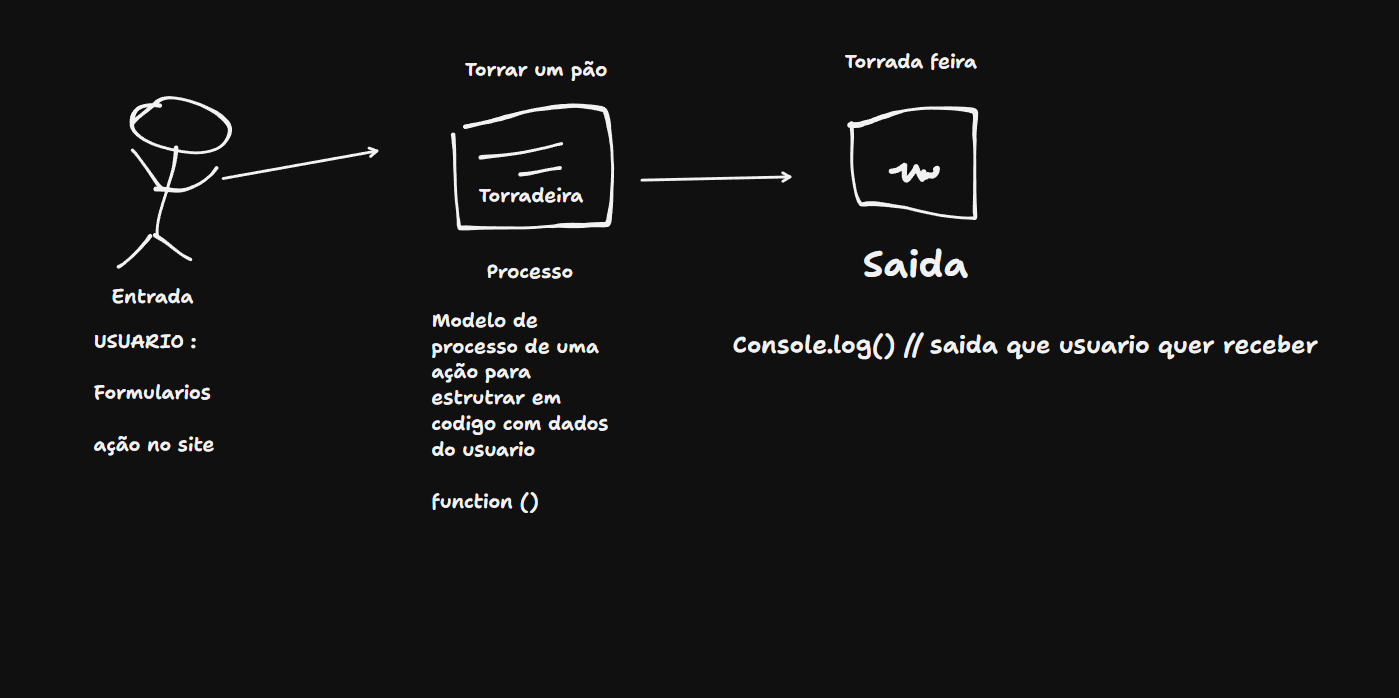 Torrar um pão
Torrada feira
Torradeira
Saida
Processo
Entrada
USUARIO :
Formularios
ação no site
Modelo de
processo de uma
ação para
estrutrar em
codigo com dados
do usuario
function ()
Console.log() // saida que usuario quer receber